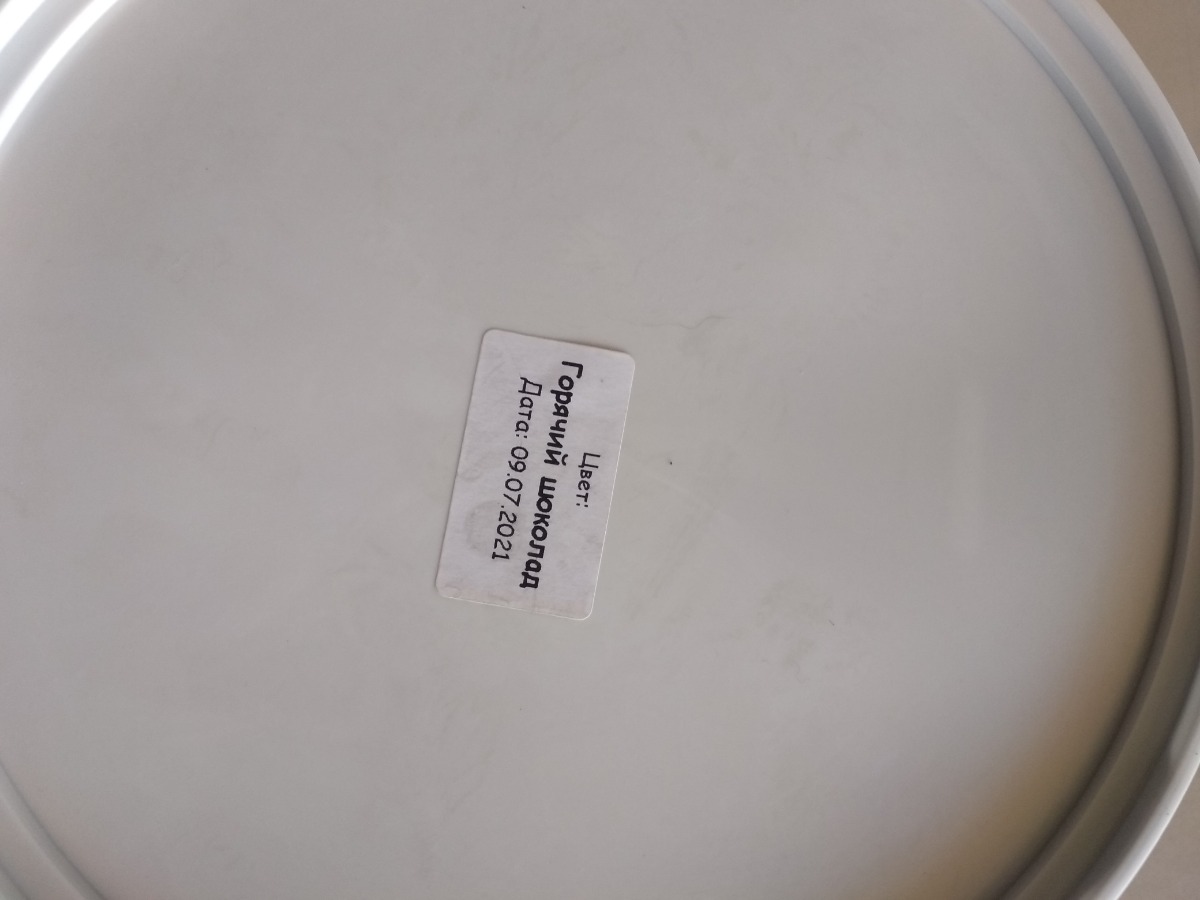 Цвет:
Горячий шоколад
Дата: 09.07.2021